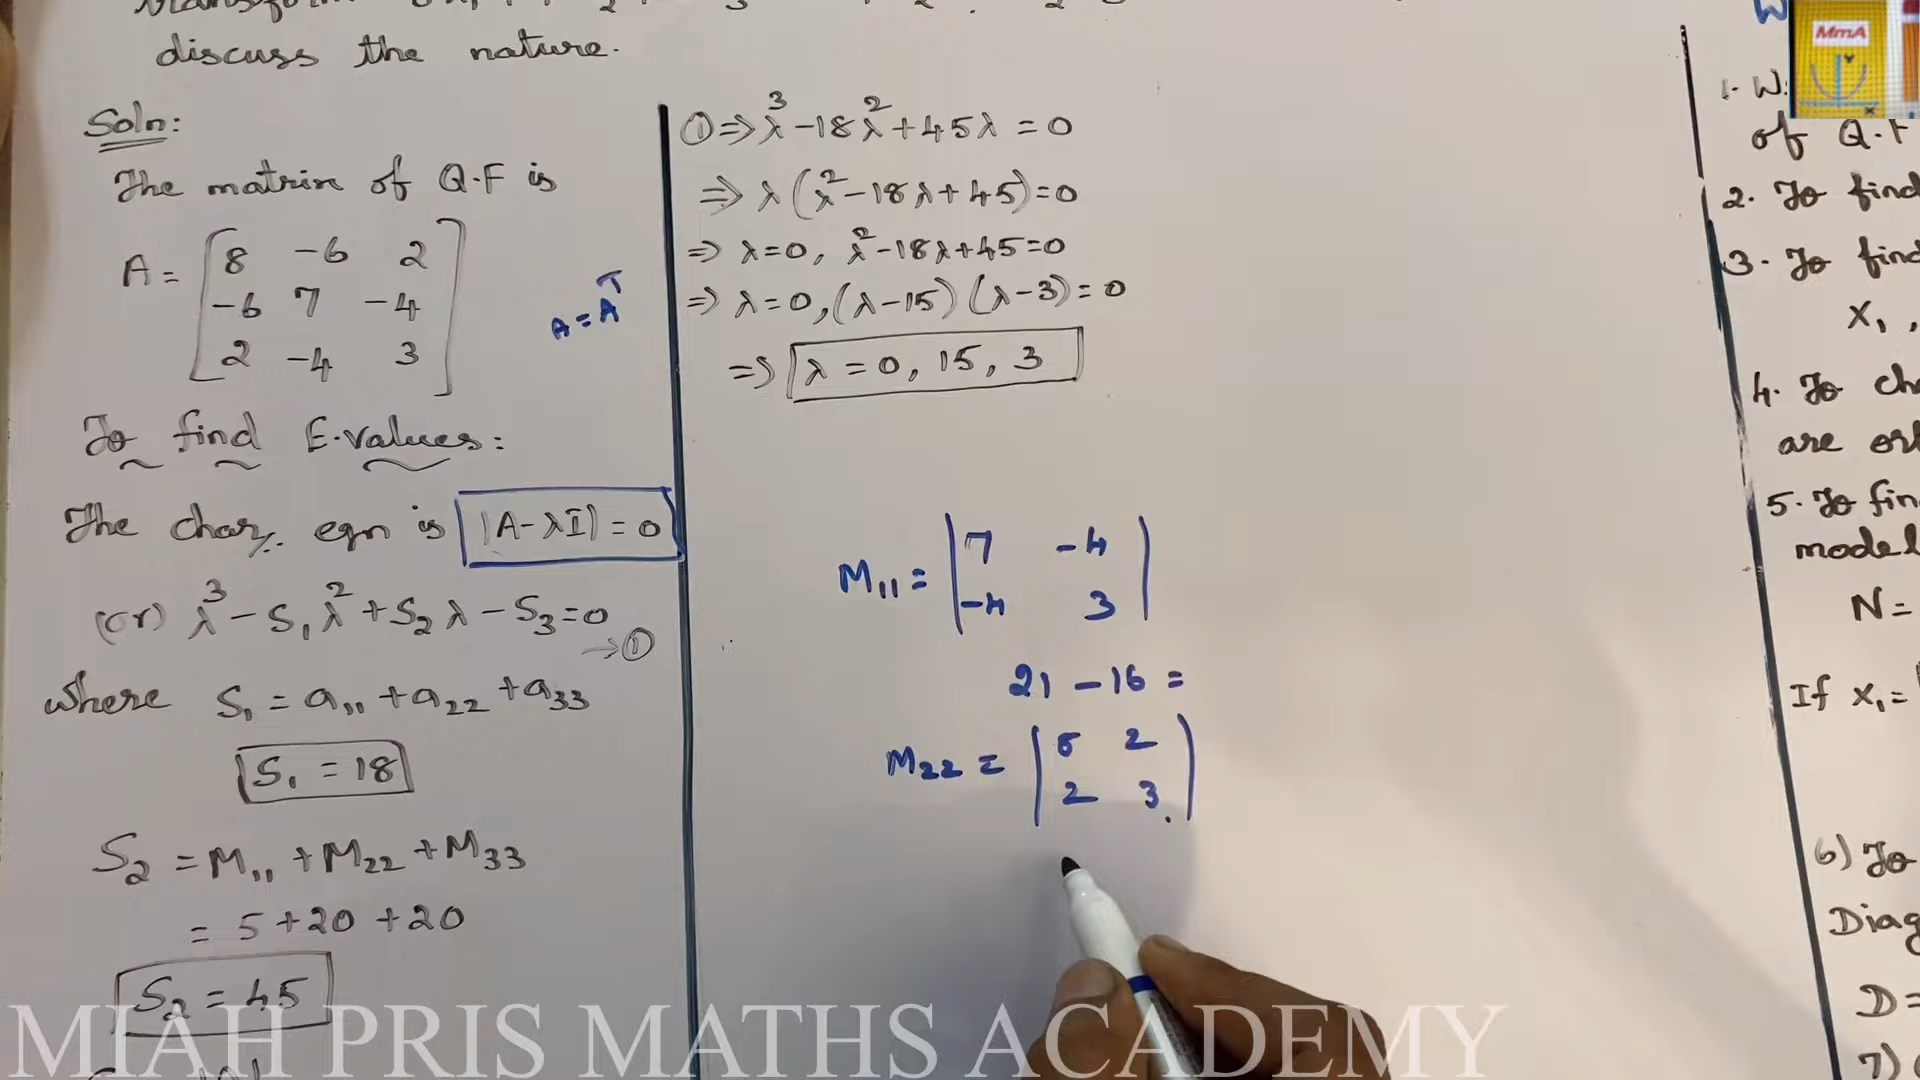 discuss the nature.
Soln:
The matrix of Q.F is
A = [8 -6 2
-6 7 -4
2 -4 3]
A = Aᵀ
To find E.values:
The char. eqn is |A-λI| = 0
(or) λ³ - S₁λ² + S₂λ - S₃ = 0
→ ①
where S₁ = a₁₁ + a₂₂ + a₃₃
S₁ = 18
S₂ = M₁₁ + M₂₂ + M₃₃
= 5 + 20 + 20
S₂ = 45
① ⇒ λ³ - 18λ² + 45λ = 0
⇒ λ(λ² - 18λ + 45) = 0
⇒ λ = 0, λ² - 18λ + 45 = 0
⇒ λ = 0, (λ - 15)(λ - 3) = 0
⇒ λ = 0, 15, 3
M₁₁ = |7 -4
-4 3|
21 - 16 =
M₂₂ = |8 2
2 3|
MmA
1.
of Q.F
2. To find
3. To find
X₁,
4. To
are
5. To
N =
If X₁ =
6) To
D =
7)
MIAH PRIS MATHS ACADEMY